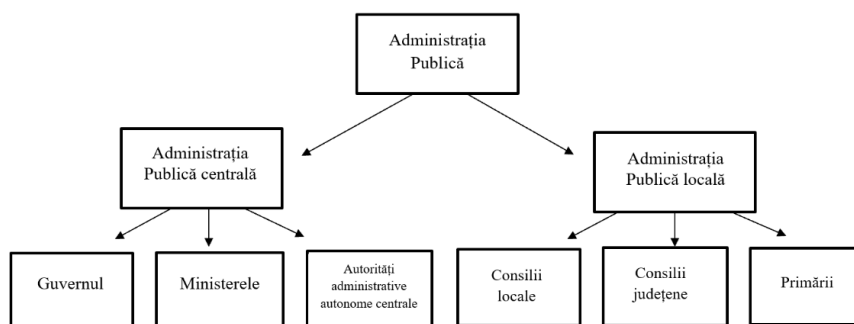 Administrația
Publică
Administrația
Publică centrală
Administrația
Publică locală
Guvernul
Ministerele
Autorități
administrative
autonome centrale
Consilii
locale
Consilii
județene
Primării